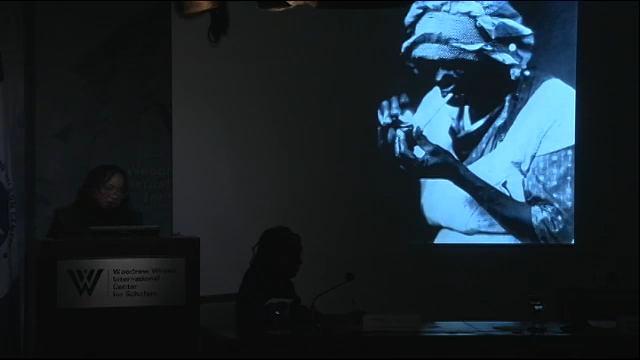 Woodrow Wilson
International
Center
for Scholars